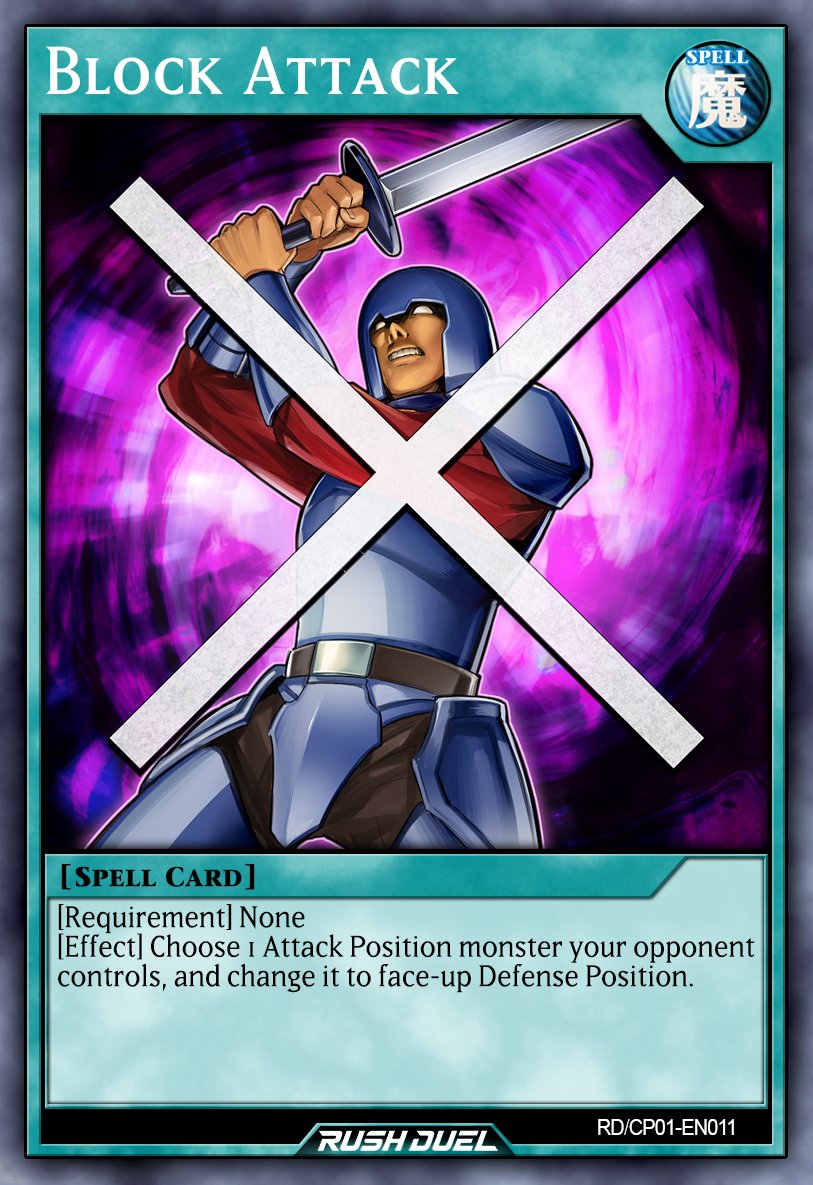 Block Attack
SPELL
魔
[Spell Card]
[Requirement] None
[Effect] Choose 1 Attack Position monster your opponent
controls, and change it to face-up Defense Position.
RD/CP01-EN011
RUSH DUEL